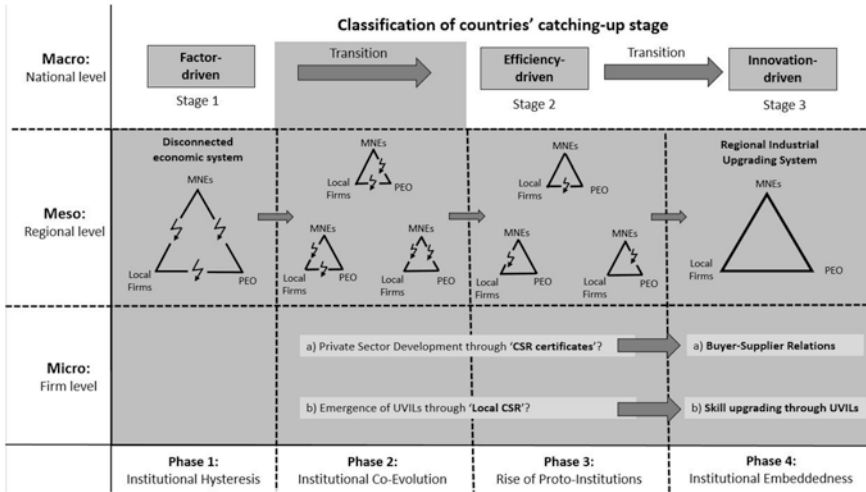 Classification of countries' catching-up stage
Macro:
National level
Factor-
driven
Stage 1
Transition
Efficiency-
driven
Stage 2
Transition
Innovation-
driven
Stage 3
Meso:
Regional level
Disconnected
economic system
MNEs
Local
Firms
PEO
MNEs
Local
Firms
PEO
MNEs
Local
Firms
PEO
MNEs
Local
Firms
PEO
MNEs
Local
Firms
PEO
MNEs
Local
Firms
PEO
MNEs
Local
Firms
PEO
Regional Industrial
Upgrading System
MNEs
Local
Firms
PEO
Micro:
Firm level
a) Private Sector Development through 'CSR certificates'?
a) Buyer-Supplier Relations
b) Emergence of UVILs through 'Local CSR'?
b) Skill upgrading through UVILs
Phase 1:
Institutional Hysteresis
Phase 2:
Institutional Co-Evolution
Phase 3:
Rise of Proto-Institutions
Phase 4:
Institutional Embeddedness